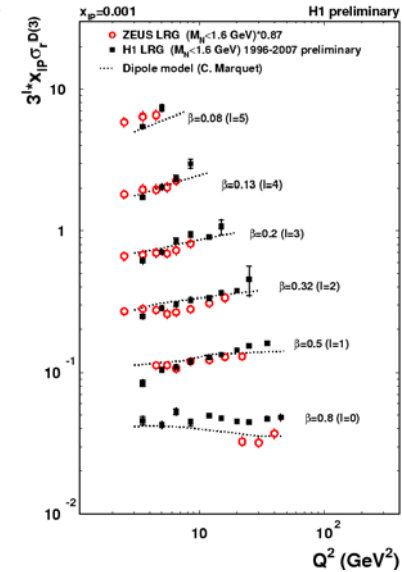 x_IP=0.001 H1 preliminary
ZEUS LRG (M_N<1.6 GeV)*0.87
H1 LRG (M_N<1.6 GeV) 1996-2007 preliminary
Dipole model (C. Marquet)
3^l*x_IP σ_r^D(3)
10
β=0.08 (l=5)
β=0.13 (l=4)
1
β=0.2 (l=3)
β=0.32 (l=2)
10^-1
β=0.5 (l=1)
β=0.8 (l=0)
10^-2
10 10^2
Q^2 (GeV^2)